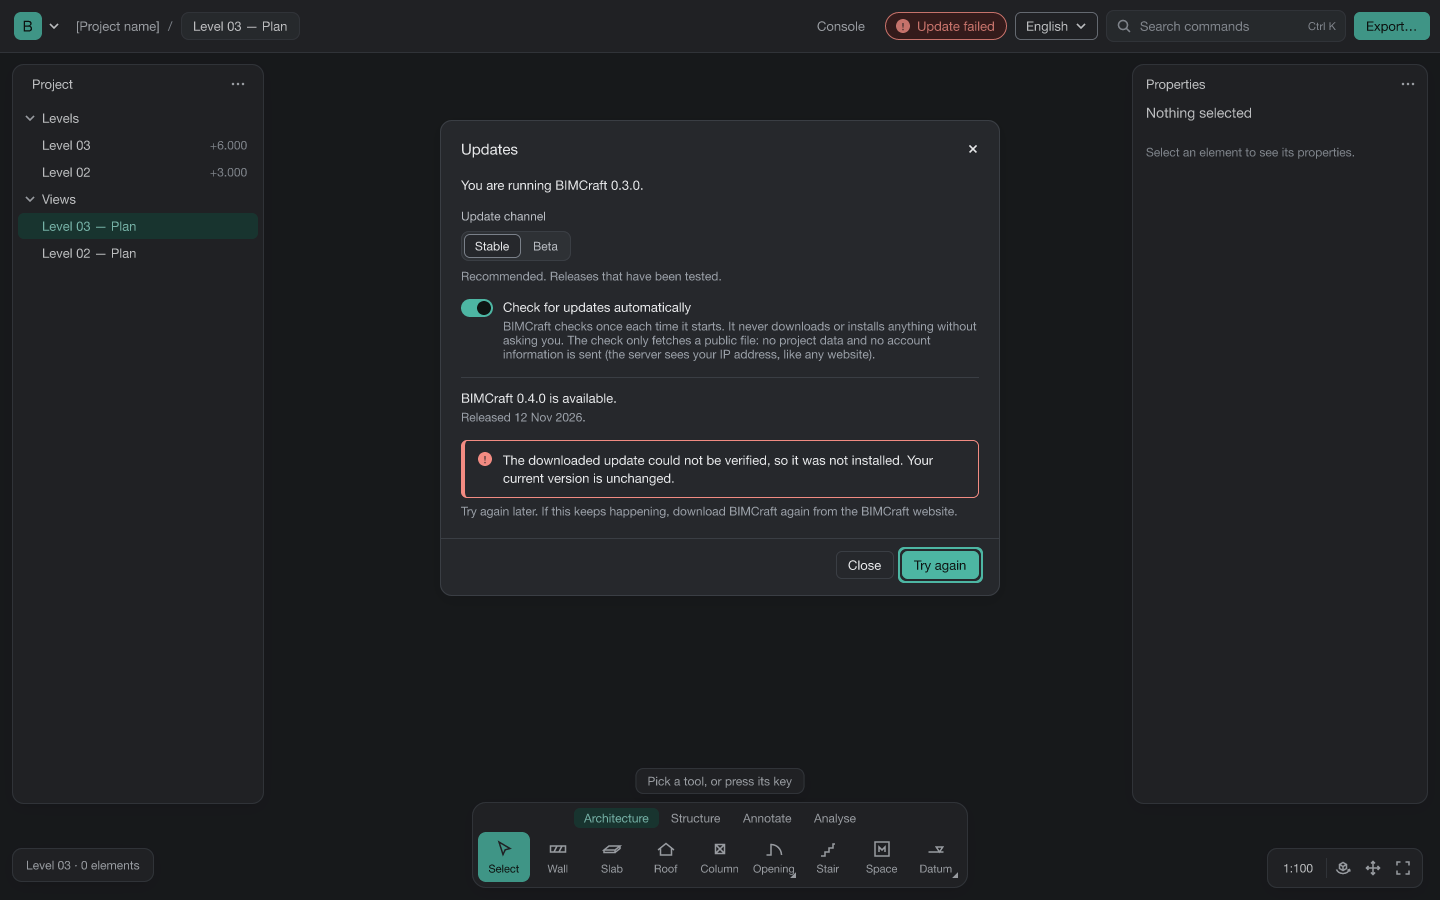 B [Project name] / Level 03 — Plan Console Update failed English Search commands Ctrl K Export…
Project
Levels
Level 03 +6.000
Level 02 +3.000
Views
Level 03 — Plan
Level 02 — Plan
Updates
You are running BIMCraft 0.3.0.
Update channel
Stable Beta
Recommended. Releases that have been tested.
Check for updates automatically
BIMCraft checks once each time it starts. It never downloads or installs anything without
asking you. The check only fetches a public file: no project data and no account
information is sent (the server sees your IP address, like any website).
BIMCraft 0.4.0 is available.
Released 12 Nov 2026.
The downloaded update could not be verified, so it was not installed. Your
current version is unchanged.
Try again later. If this keeps happening, download BIMCraft again from the BIMCraft website.
Close Try again
Properties
Nothing selected
Select an element to see its properties.
Pick a tool, or press its key
Architecture Structure Annotate Analyse
Select Wall Slab Roof Column Opening Stair Space Datum
Level 03 · 0 elements
1:100